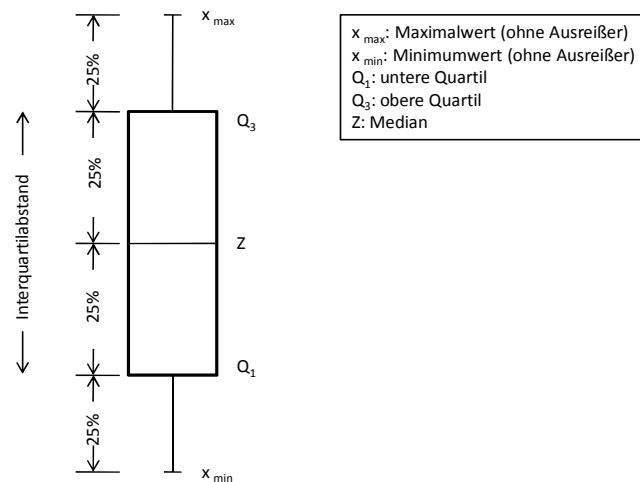 x max
25%
Q3
25%
Interquartilabstand
Z
25%
Q1
25%
x min
x max: Maximalwert (ohne Ausreißer)
x min: Minimumwert (ohne Ausreißer)
Q1: untere Quartil
Q3: obere Quartil
Z: Median